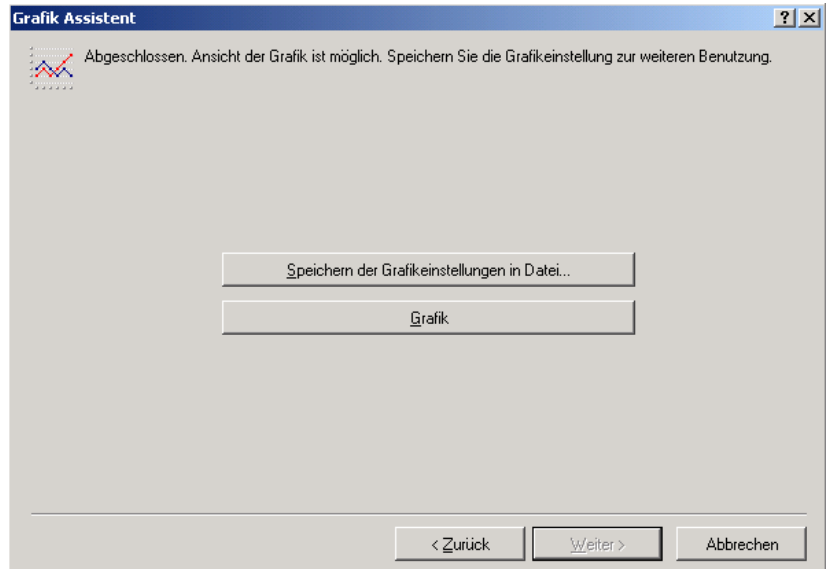 Grafik Assistent
Abgeschlossen. Ansicht der Grafik ist möglich. Speichern Sie die Grafikeinstellung zur weiteren Benutzung.
Speichern der Grafikeinstellungen in Datei...
Grafik
< Zurück
Weiter >
Abbrechen